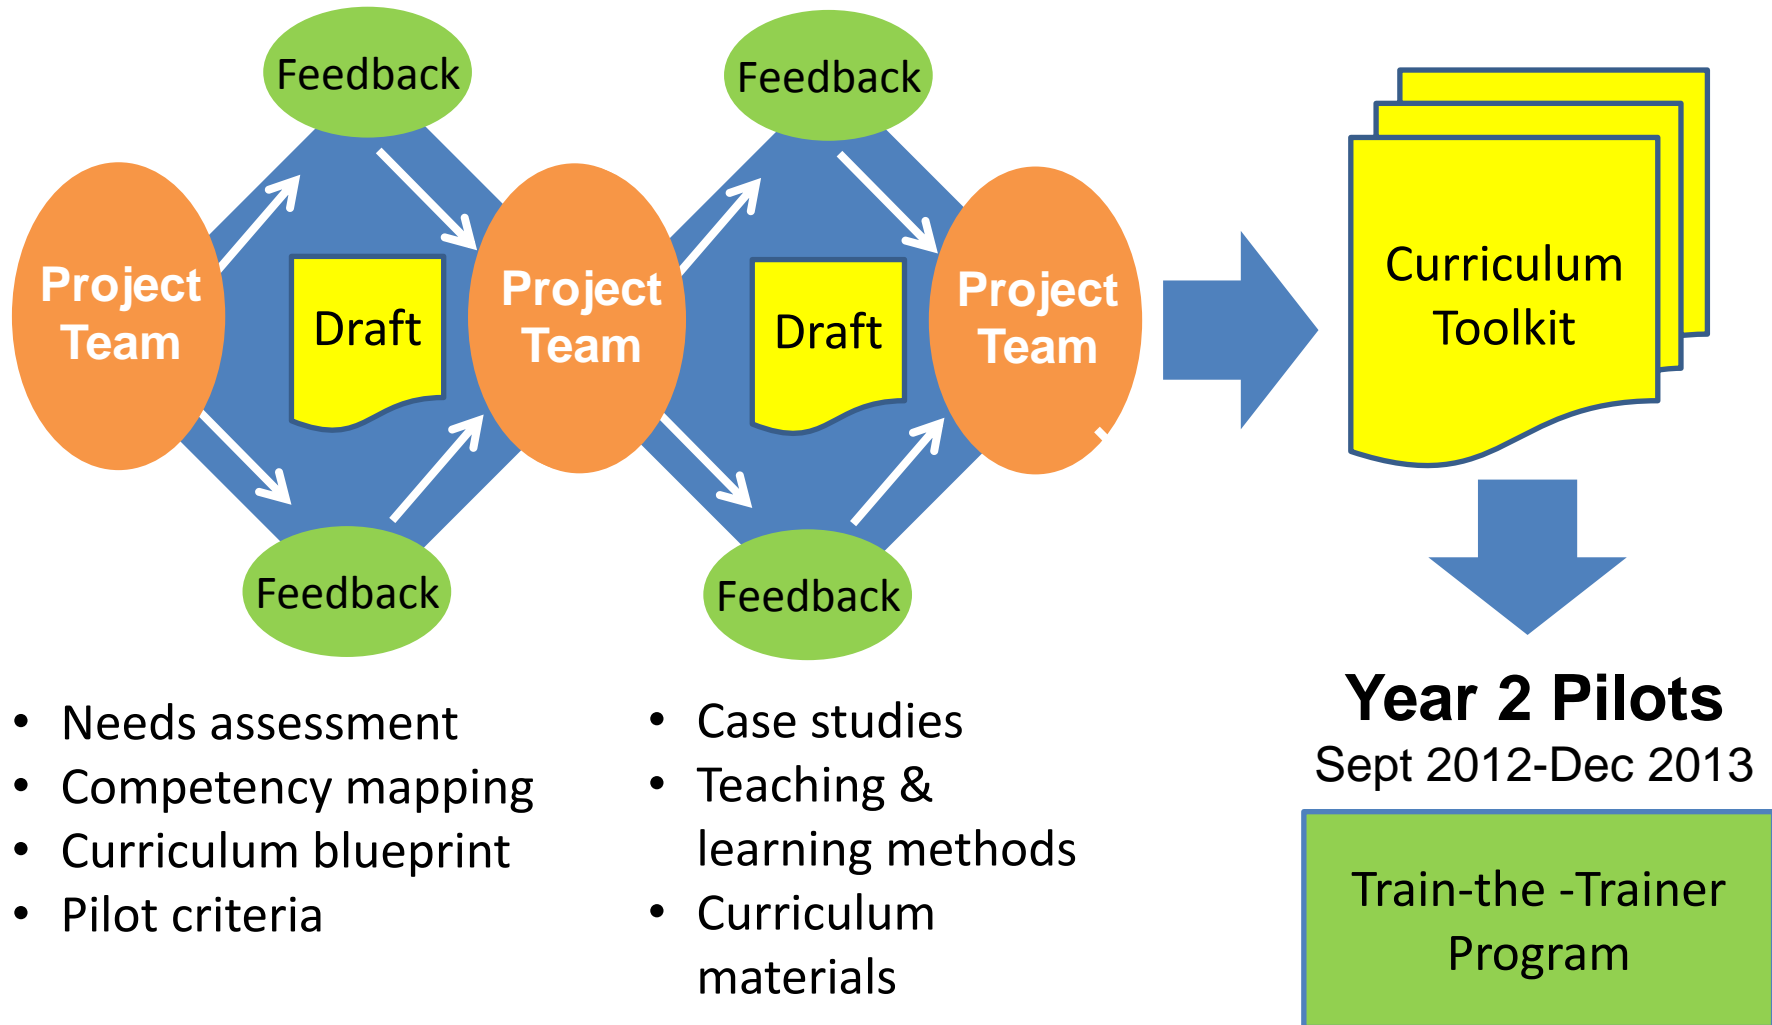 Feedback
Feedback
Project
Team
Draft
Project
Team
Draft
Project
Team
Feedback
Feedback
Curriculum
Toolkit
• Needs assessment
• Competency mapping
• Curriculum blueprint
• Pilot criteria
• Case studies
• Teaching &
learning methods
• Curriculum
materials
Year 2 Pilots
Sept 2012-Dec 2013
Train-the -Trainer
Program